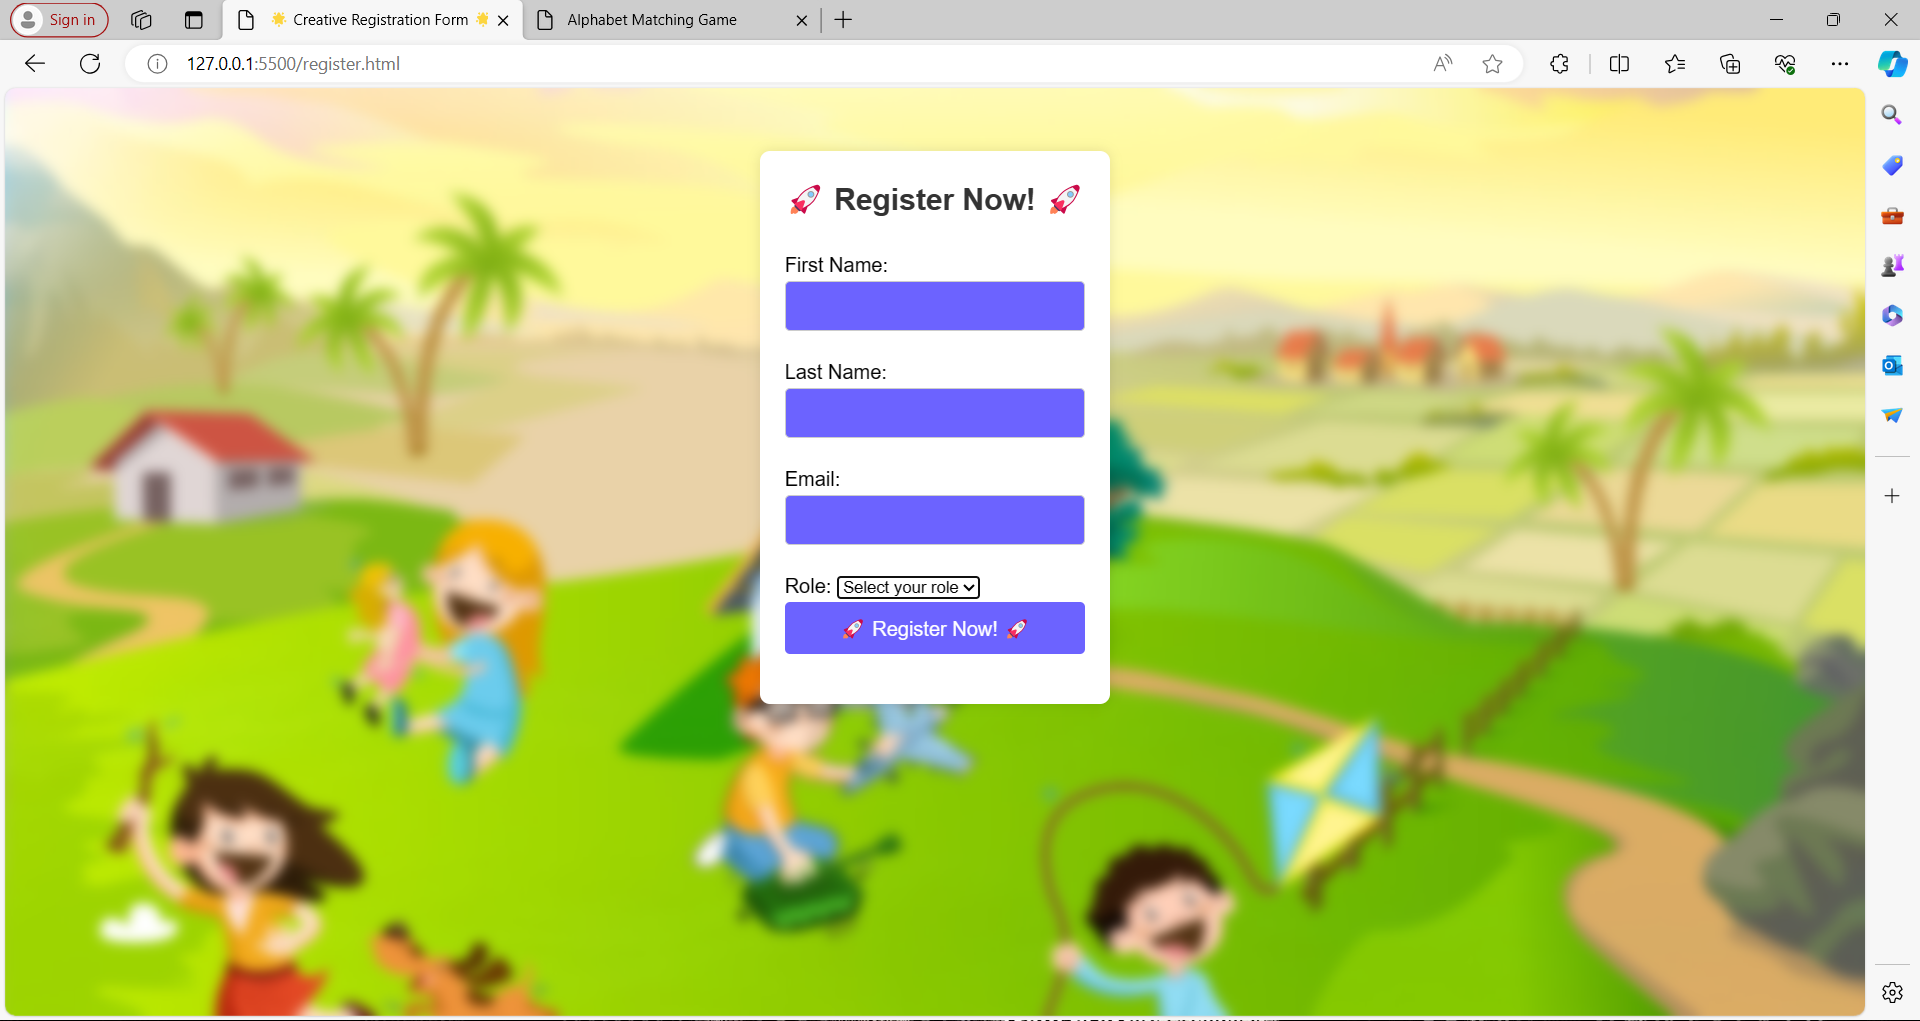 Sign in
🌟 Creative Registration Form 🌟
Alphabet Matching Game
127.0.0.1:5500/register.html
🚀 Register Now! 🚀
First Name:
Last Name:
Email:
Role: Select your role
🚀 Register Now! 🚀